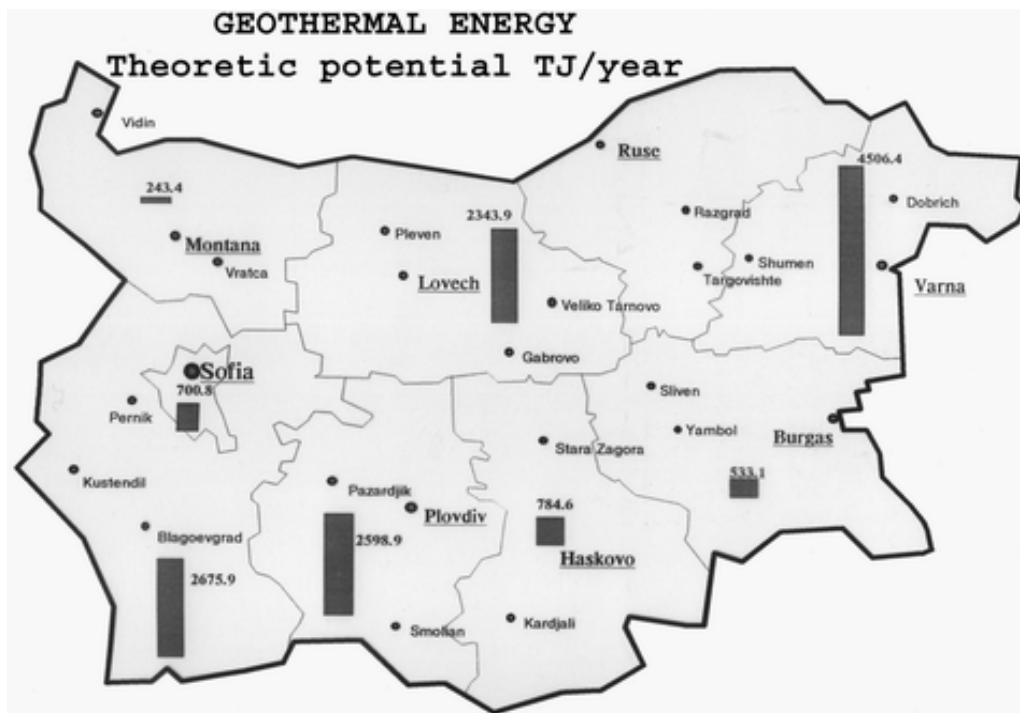 GEOTHERMAL ENERGY
Theoretic potential TJ/year
Vidin
Ruse
4506.4
243.4
Dobrich
2343.9
Razgrad
Pleven
Montana
Shumen
Vratca
Targovishte
Lovech
Varna
Veliko Tarnovo
Gabrovo
Sofia
700.8
Sliven
Pernik
Yambol
Burgas
Stara Zagora
Kustendil
533.1
Pazardjik
784.6
Plovdiv
Blagoevgrad
2598.9
Haskovo
2675.9
Kardjali
Smolian